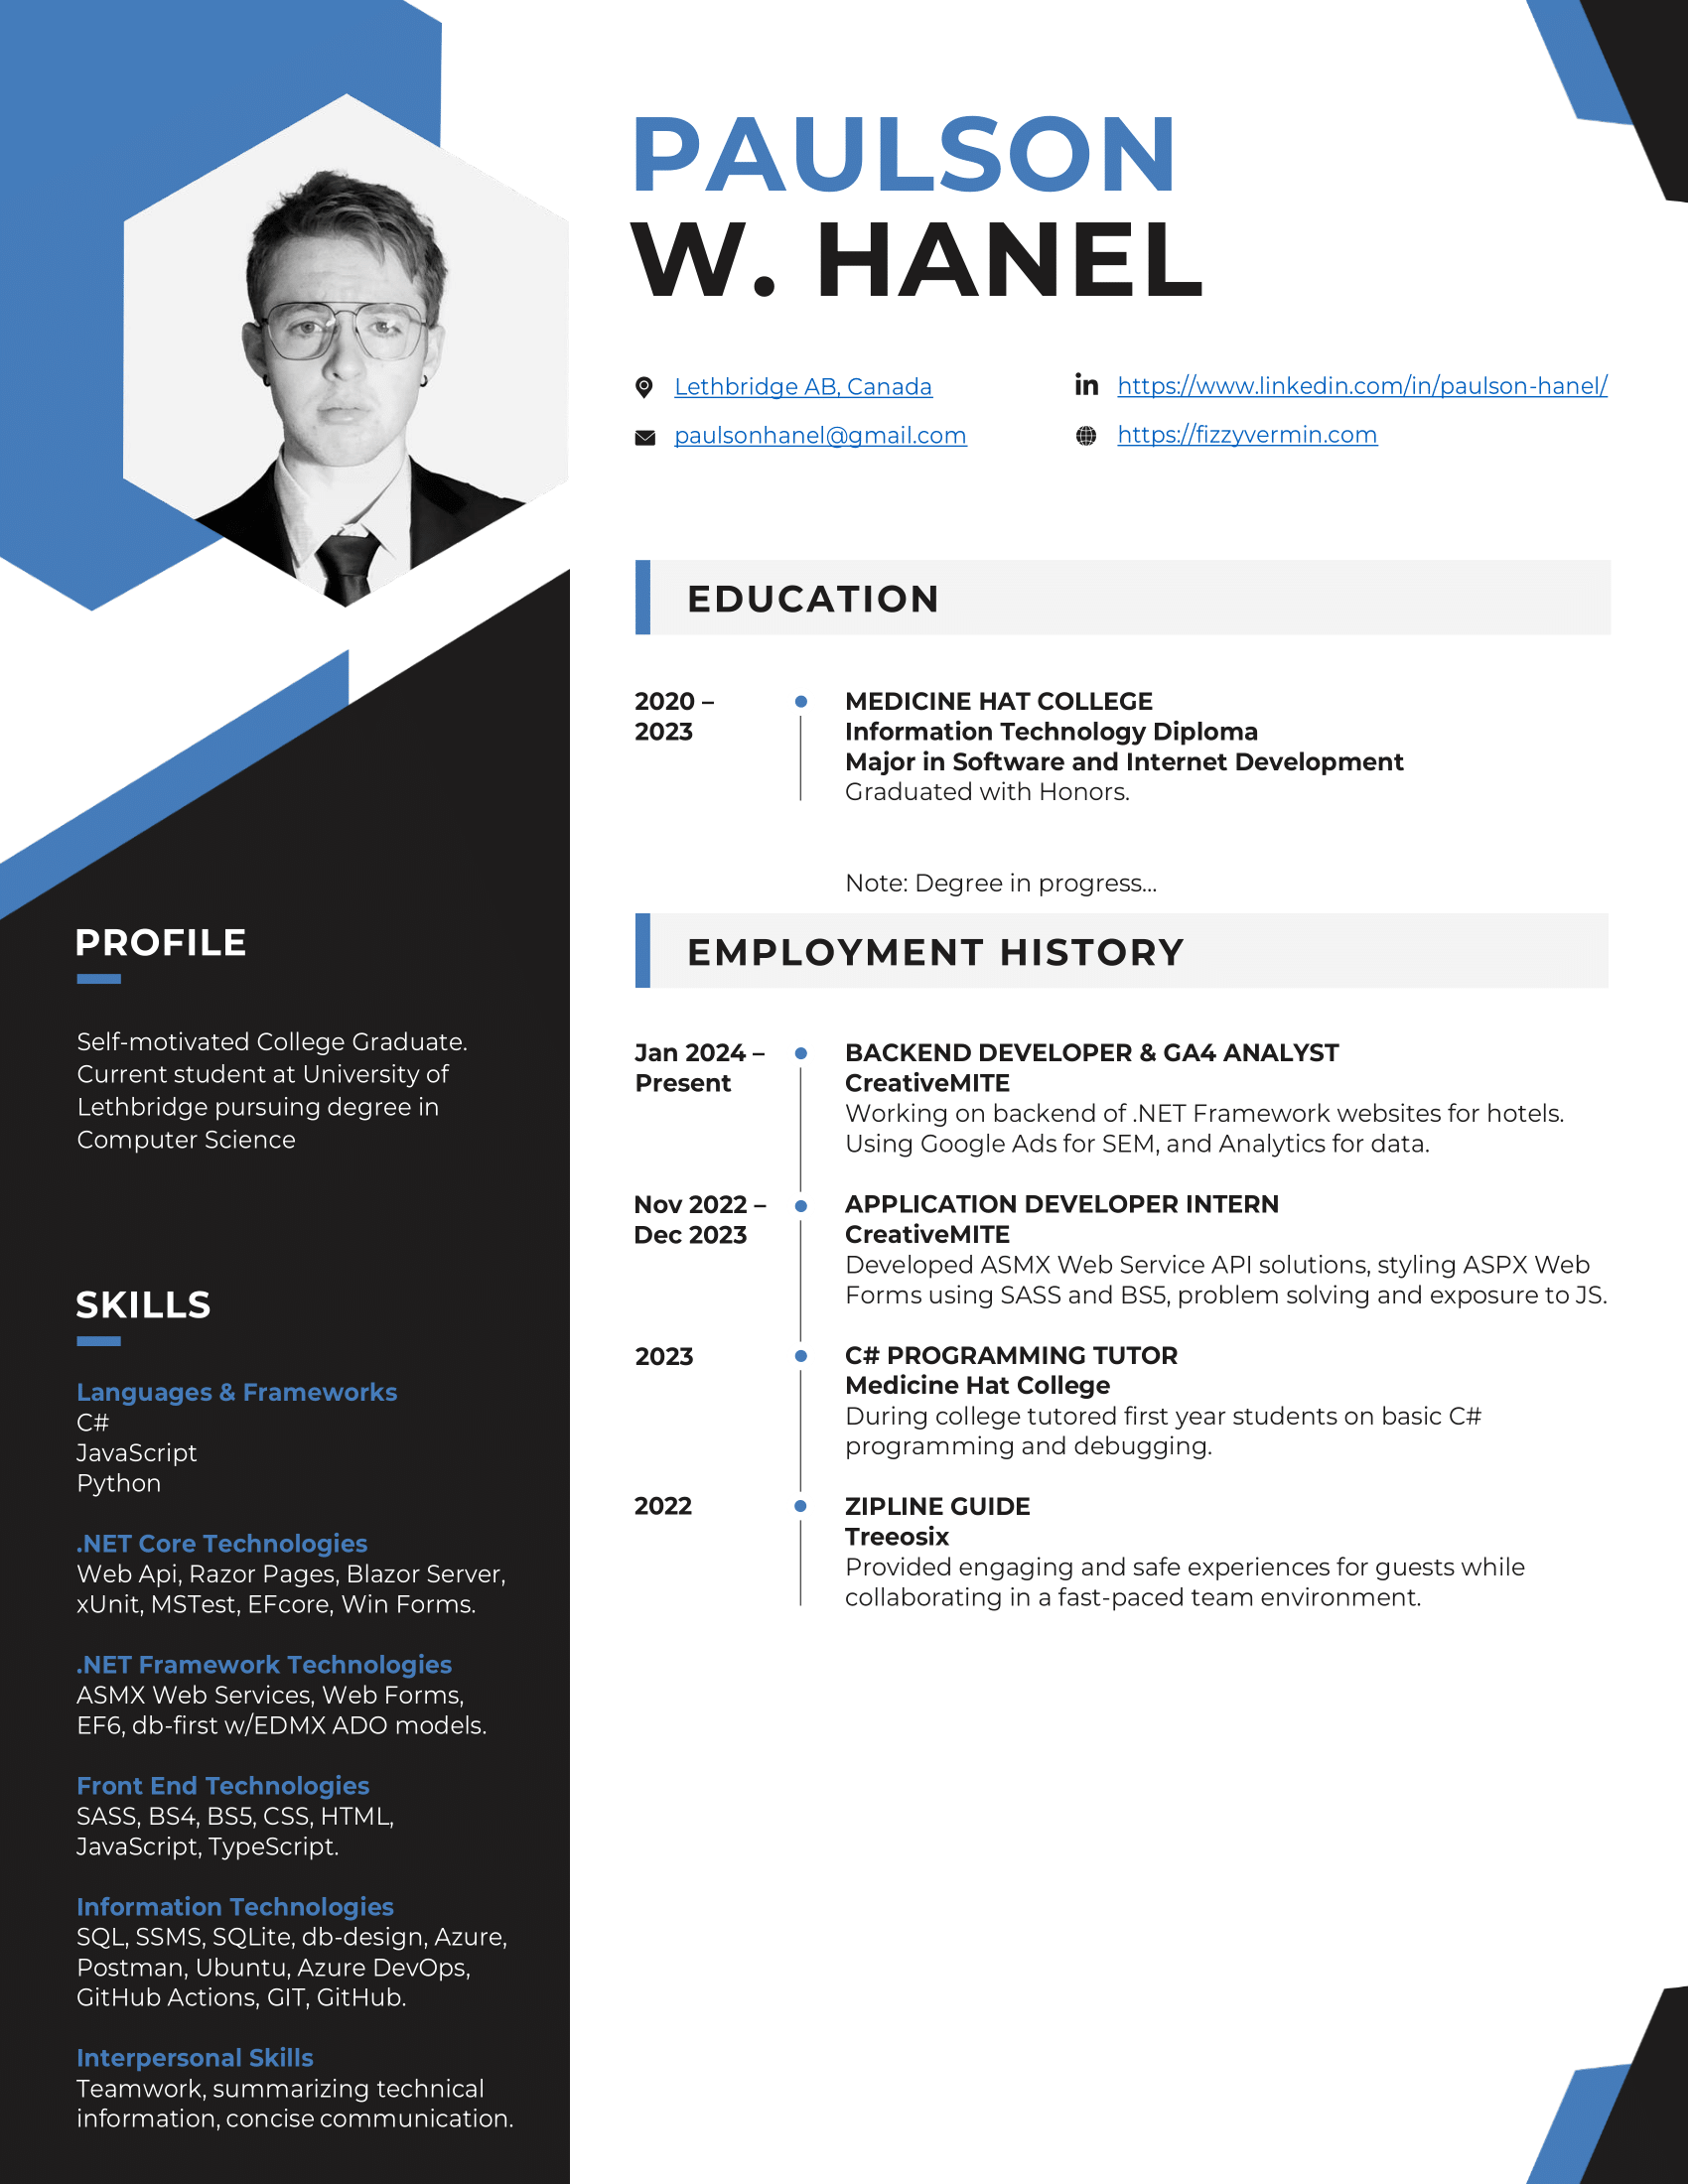 PAULSON
W. HANEL
Lethbridge AB, Canada
https://www.linkedin.com/in/paulson-hanel/
paulsonhanel@gmail.com
https://fizzyvermin.com
EDUCATION
2020 –
2023
MEDICINE HAT COLLEGE
Information Technology Diploma
Major in Software and Internet Development
Graduated with Honors.
Note: Degree in progress...
EMPLOYMENT HISTORY
Jan 2024 –
Present
BACKEND DEVELOPER & GA4 ANALYST
CreativeMITE
Working on backend of .NET Framework websites for hotels.
Using Google Ads for SEM, and Analytics for data.
Nov 2022 –
Dec 2023
APPLICATION DEVELOPER INTERN
CreativeMITE
Developed ASMX Web Service API solutions, styling ASPX Web
Forms using SASS and BS5, problem solving and exposure to JS.
2023
C# PROGRAMMING TUTOR
Medicine Hat College
During college tutored first year students on basic C#
programming and debugging.
2022
ZIPLINE GUIDE
Treeosix
Provided engaging and safe experiences for guests while
collaborating in a fast-paced team environment.
PROFILE
Self-motivated College Graduate.
Current student at University of
Lethbridge pursuing degree in
Computer Science
SKILLS
Languages & Frameworks
C#
JavaScript
Python
.NET Core Technologies
Web Api, Razor Pages, Blazor Server,
xUnit, MSTest, EFcore, Win Forms.
.NET Framework Technologies
ASMX Web Services, Web Forms,
EF6, db-first w/EDMX ADO models.
Front End Technologies
SASS, BS4, BS5, CSS, HTML,
JavaScript, TypeScript.
Information Technologies
SQL, SSMS, SQLite, db-design, Azure,
Postman, Ubuntu, Azure DevOps,
GitHub Actions, GIT, GitHub.
Interpersonal Skills
Teamwork, summarizing technical
information, concise communication.